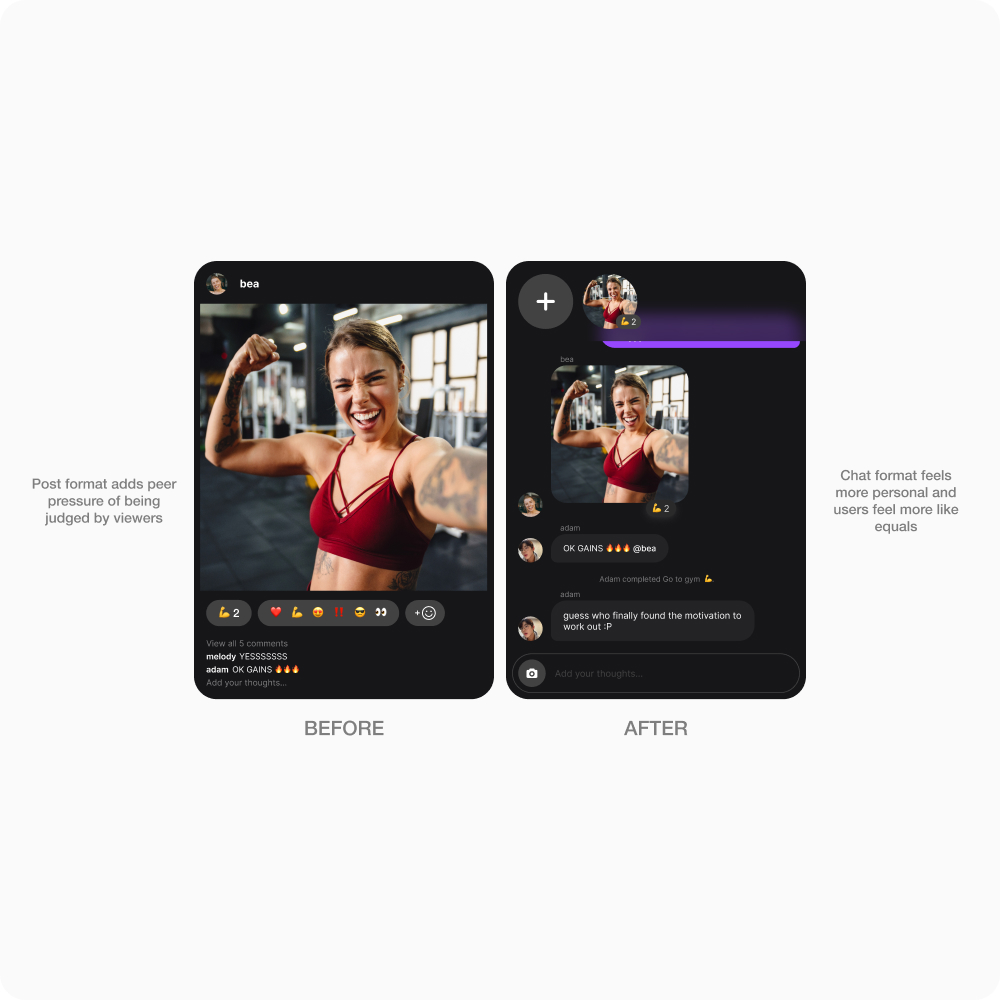 Post format adds peer
pressure of being
judged by viewers
bea
💪 2
❤️ 💪 😍 ‼️ 😎 👀
+
View all 5 comments
melody YESSSSSSS
adam OK GAINS 🔥🔥🔥
Add your thoughts...
BEFORE
💪 2
bea
💪 2
adam
OK GAINS 🔥🔥🔥 @bea
Adam completed Go to gym 💪
adam
guess who finally found the motivation to
work out :P
Add your thoughts...
AFTER
Chat format feels
more personal and
users feel more like
equals